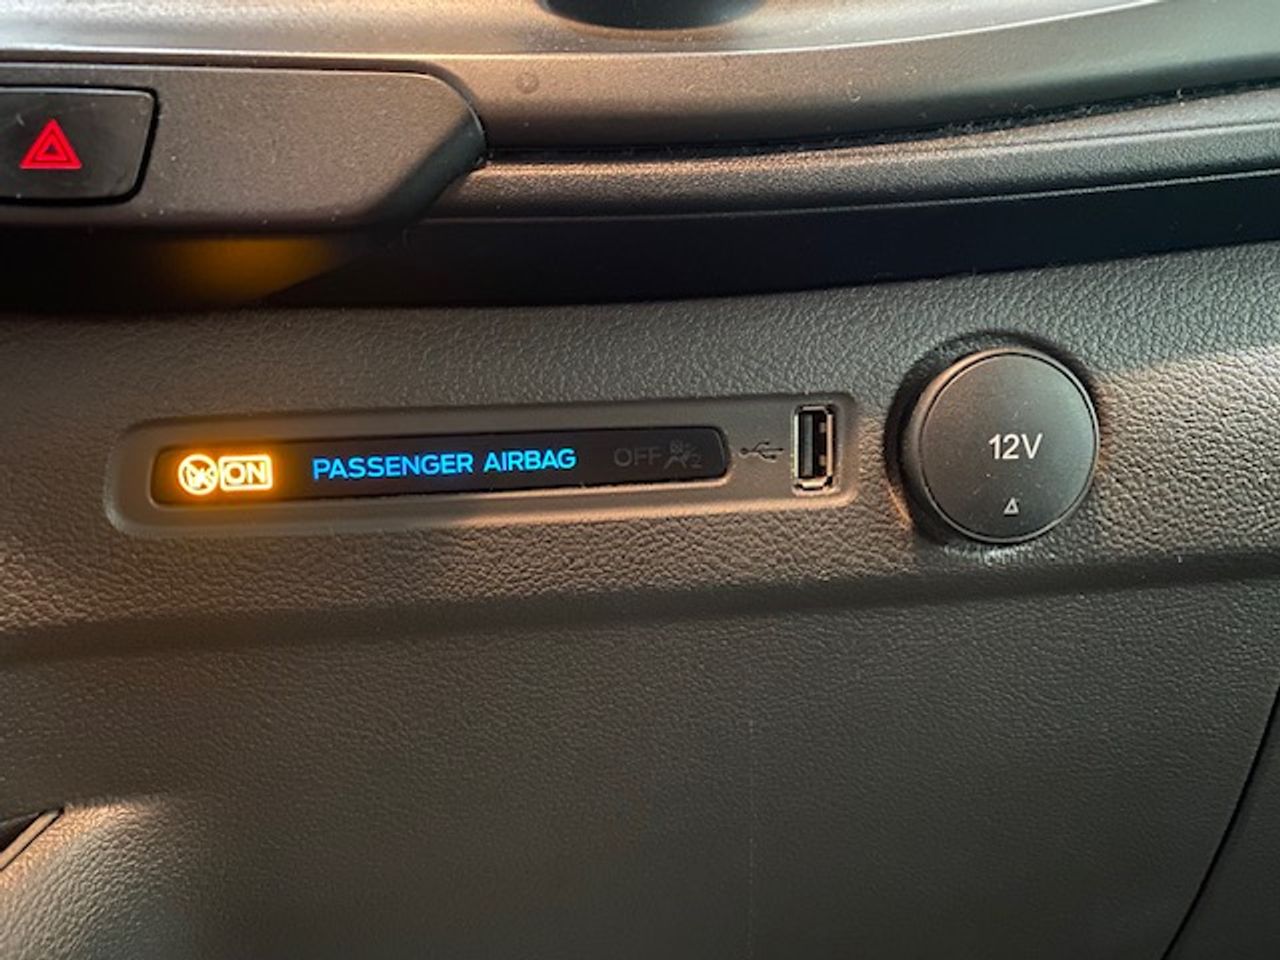 ON PASSENGER AIRBAG OFF
12V